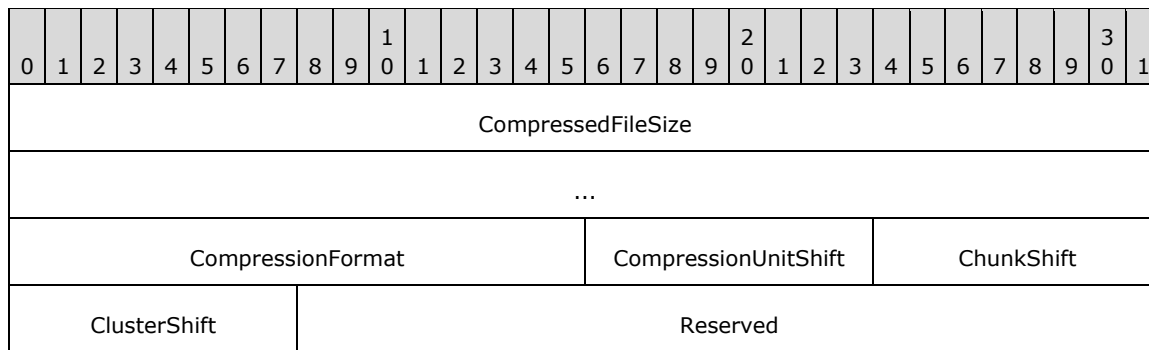 1 2 3
0 1 2 3 4 5 6 7 8 9 0 1 2 3 4 5 6 7 8 9 0 1 2 3 4 5 6 7 8 9 0 1
CompressedFileSize
...
CompressionFormat CompressionUnitShift ChunkShift
ClusterShift Reserved